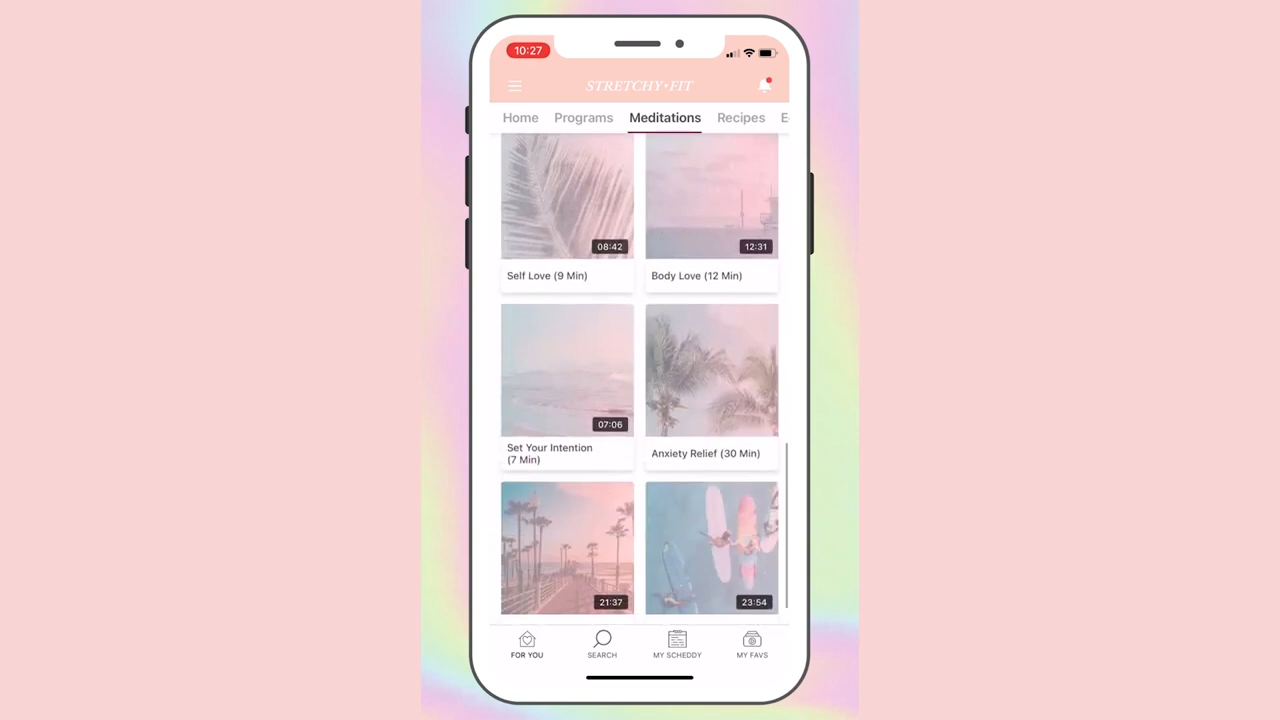 10:27
STRETCHY•FIT
Home Programs Meditations Recipes E
08:42 12:31
Self Love (9 Min) Body Love (12 Min)
07:06
Set Your Intention
(7 Min)
Anxiety Relief (30 Min)
21:37 23:54
FOR YOU SEARCH MY SCHEDDY MY FAVS